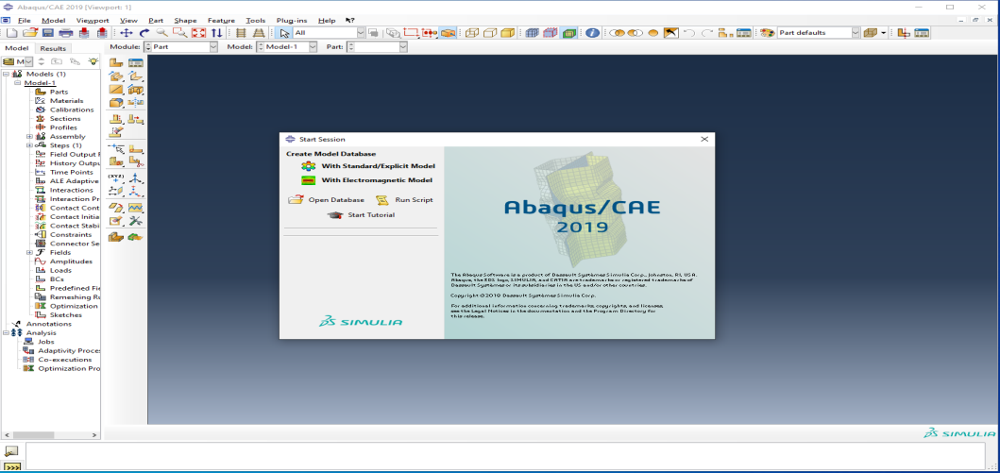 Abaqus/CAE 2019 [Viewport: 1]
File Model Viewport View Part Shape Feature Tools Plug-ins Help
All Part defaults
Model Results
Module: Part Model: Model-1 Part:
Models (1)
Model-1
Parts
Materials
Calibrations
Sections
Profiles
Assembly
Steps (1)
Field Output
History Outpu
Time Points
ALE Adaptive
Interactions
Interaction Pr
Contact Cont
Contact Initia
Contact Stabi
Constraints
Connector Se
Fields
Amplitudes
Loads
BCs
Predefined Fie
Remeshing Ru
Optimization
Sketches
Annotations
Analysis
Jobs
Adaptivity Proce
Co-executions
Optimization Pro
(XYZ)
Start Session
Create Model Database
With Standard/Explicit Model
With Electromagnetic Model
Open Database Run Script
Start Tutorial
SIMULIA
Abaqus/CAE
2019
The Abaqus Software is a product of Dassault Systèmes Simulia Corp., Johnston, RI, USA.
Abaqus, the 3DS logo, SIMULIA, and CATIA are trademarks or registered trademarks of
Dassault Systèmes or its subsidiaries in the US and/or other countries.
Copyright ©2018 Dassault Systèmes Simulia Corp.
For additional information concerning trademarks, copyrights, and licenses,
see the Legal Notices in the documentation and the Program Directory for
this release.
SIMULIA
>>>